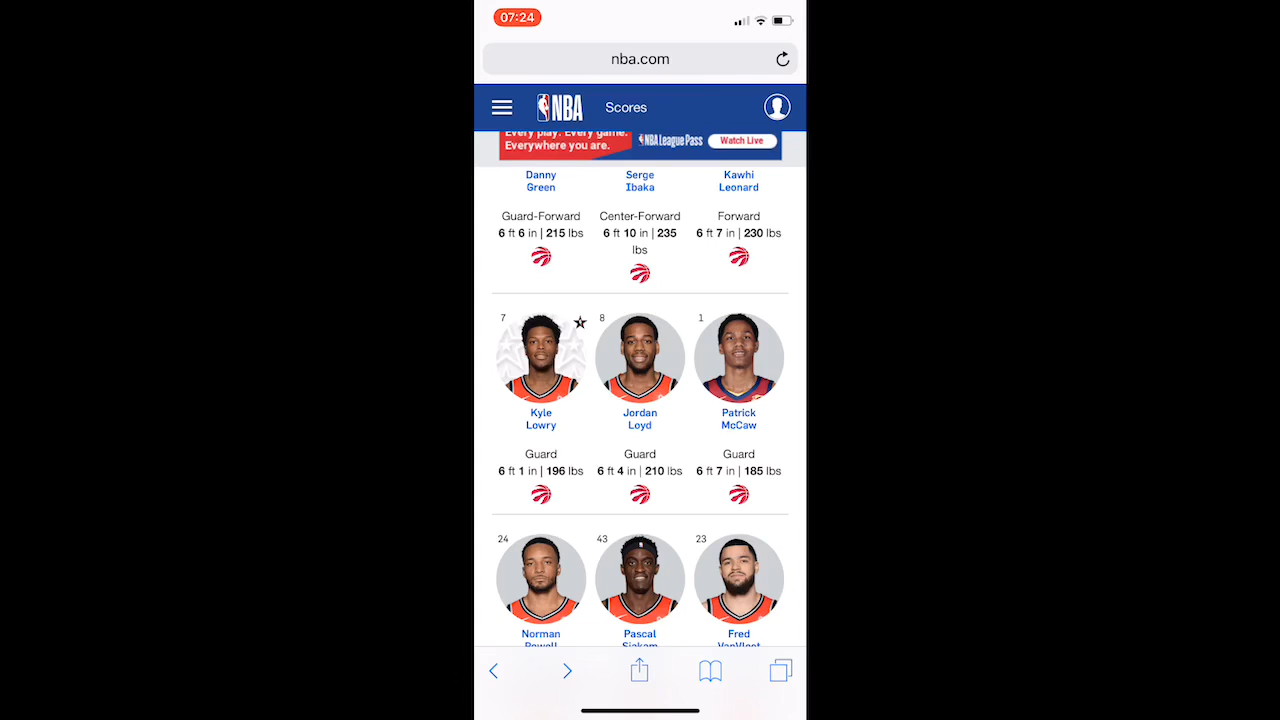 07:24
nba.com
NBA Scores
Every play. Every game.
Everywhere you are.
NBA League Pass
Watch Live
Danny Green
Serge Ibaka
Kawhi Leonard
Guard-Forward
Center-Forward
Forward
6 ft 6 in | 215 lbs
6 ft 10 in | 235 lbs
6 ft 7 in | 230 lbs
7
8
1
Kyle Lowry
Jordan Loyd
Patrick McCaw
Guard
Guard
Guard
6 ft 1 in | 196 lbs
6 ft 4 in | 210 lbs
6 ft 7 in | 185 lbs
24
43
23
Norman Powell
Pascal Siakam
Fred VanVleet